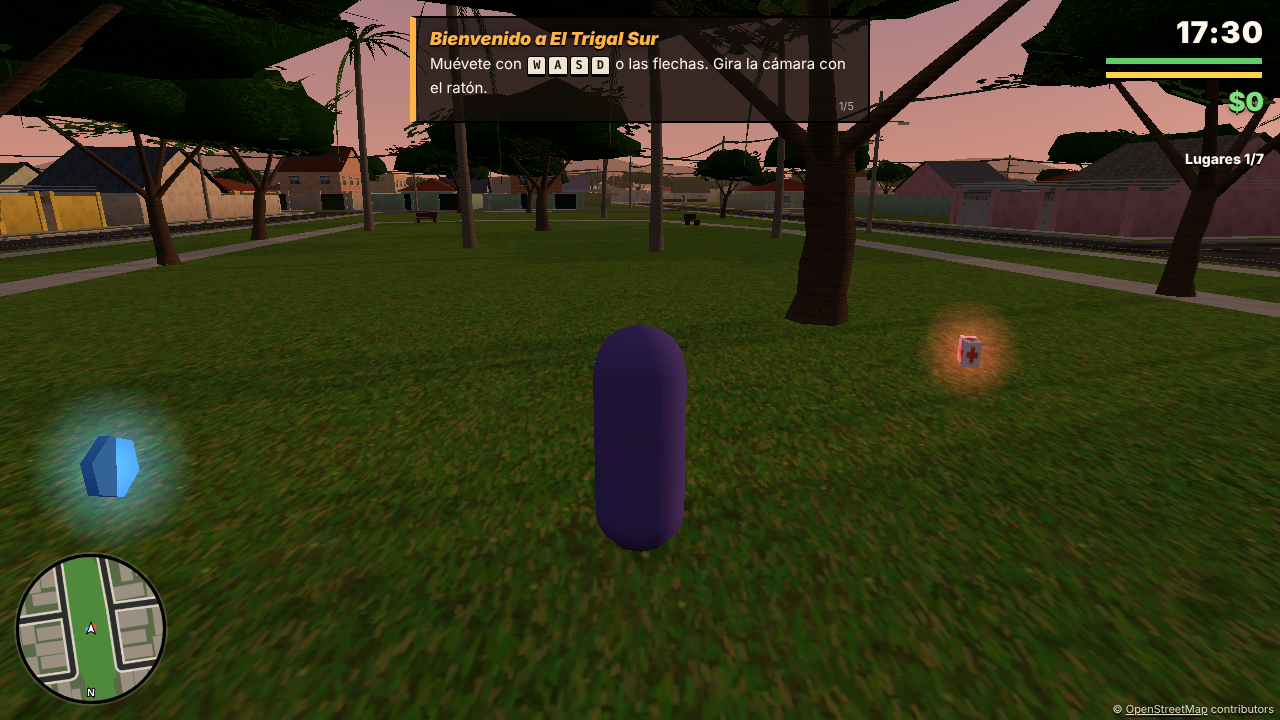 Bienvenido a El Trigal Sur
Muévete con W A S D o las flechas. Gira la cámara con
el ratón.
1/5
17:30
$0
Lugares 1/7
N
© OpenStreetMap contributors